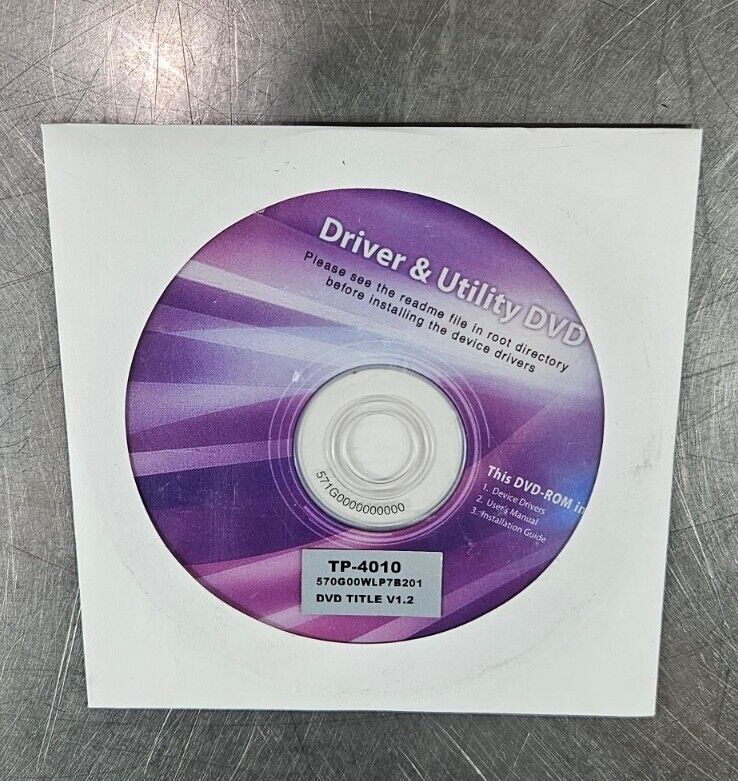 Driver & Utility DVD
Please see the readme file in root directory
before installing the device drivers
571G0000000000
This DVD-ROM in
1. Device Drivers
2. User's Manual
3. Installation Guide
TP-4010
570G00WLP7B201
DVD TITLE V1.2